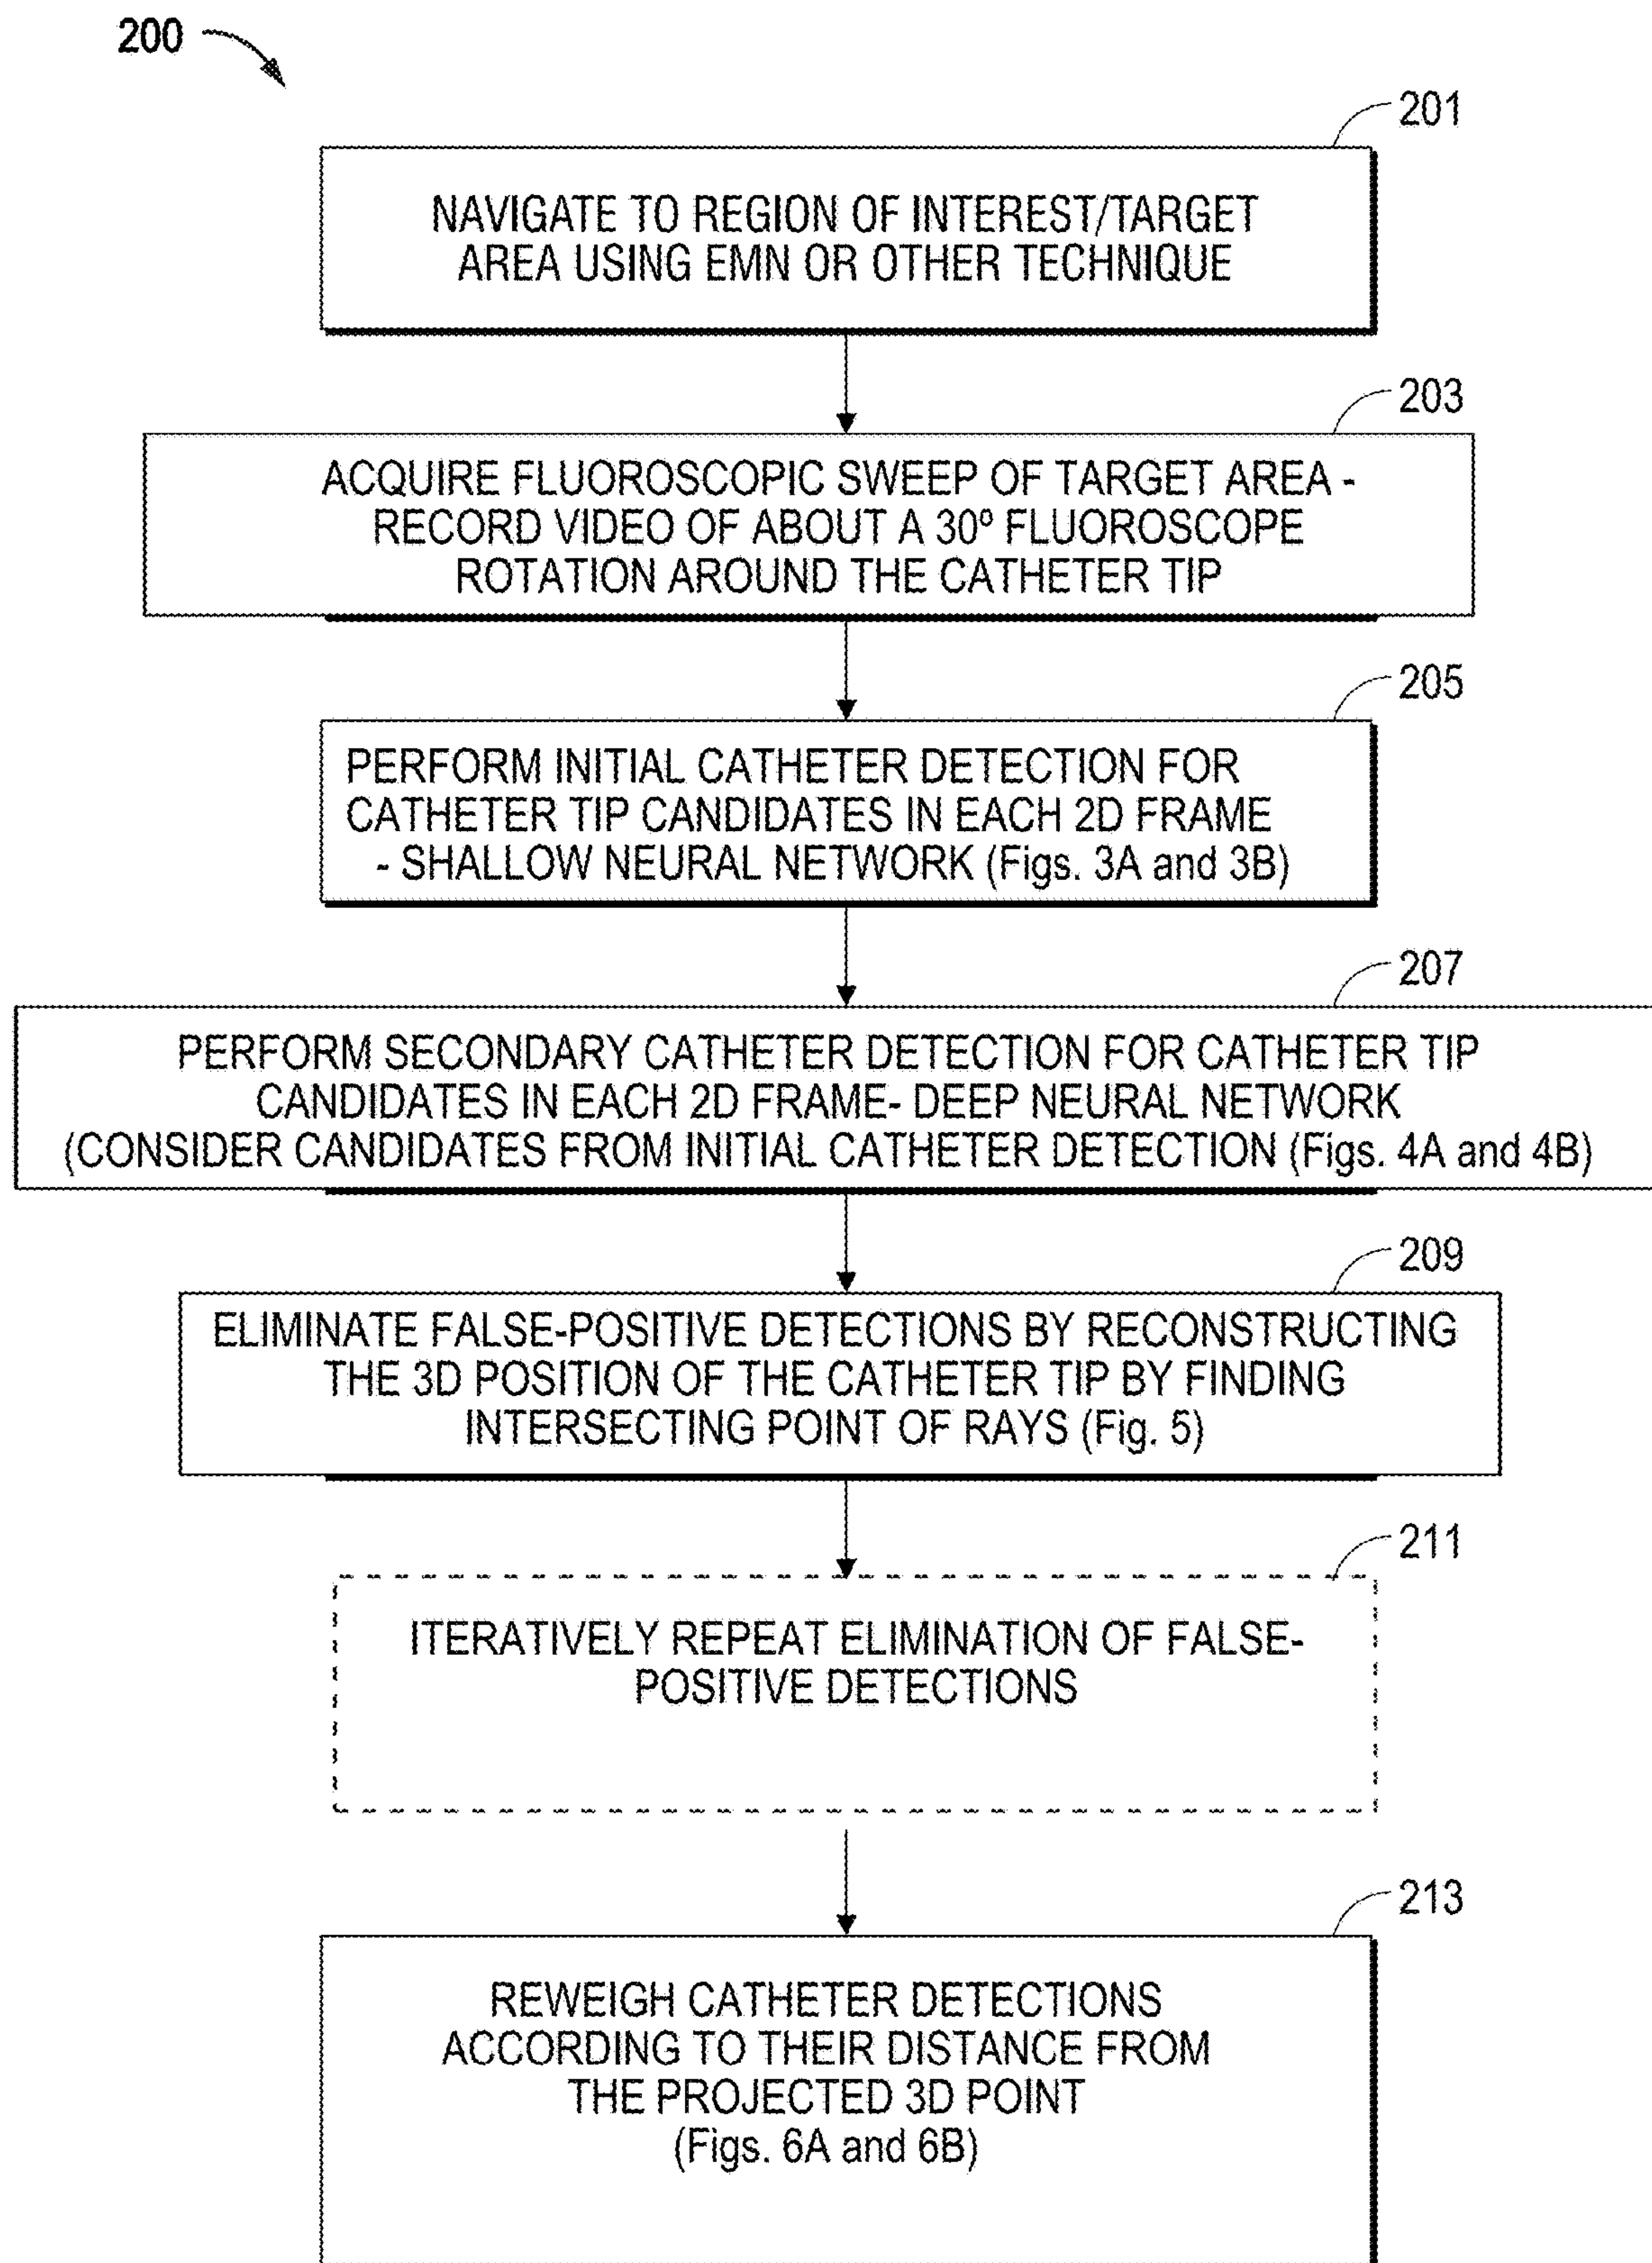 200
201
NAVIGATE TO REGION OF INTEREST/TARGET
AREA USING EMN OR OTHER TECHNIQUE
203
ACQUIRE FLUOROSCOPIC SWEEP OF TARGET AREA -
RECORD VIDEO OF ABOUT A 30º FLUOROSCOPE
ROTATION AROUND THE CATHETER TIP
205
PERFORM INITIAL CATHETER DETECTION FOR
CATHETER TIP CANDIDATES IN EACH 2D FRAME
- SHALLOW NEURAL NETWORK (Figs. 3A and 3B)
207
PERFORM SECONDARY CATHETER DETECTION FOR CATHETER TIP
CANDIDATES IN EACH 2D FRAME- DEEP NEURAL NETWORK
(CONSIDER CANDIDATES FROM INITIAL CATHETER DETECTION (Figs. 4A and 4B)
209
ELIMINATE FALSE-POSITIVE DETECTIONS BY RECONSTRUCTING
THE 3D POSITION OF THE CATHETER TIP BY FINDING
INTERSECTING POINT OF RAYS (Fig. 5)
211
ITERATIVELY REPEAT ELIMINATION OF FALSE-
POSITIVE DETECTIONS
213
REWEIGH CATHETER DETECTIONS
ACCORDING TO THEIR DISTANCE FROM
THE PROJECTED 3D POINT
(Figs. 6A and 6B)